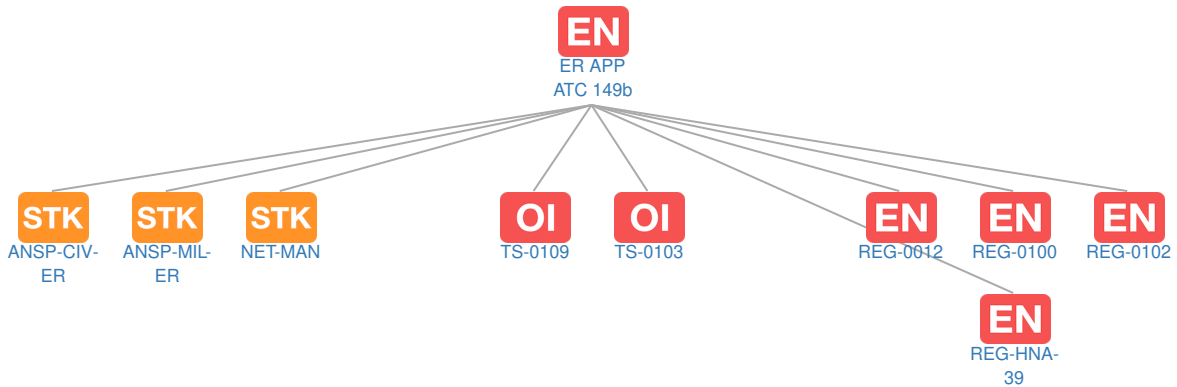 EN
ER APP
ATC 149b
STK
STK
STK
OI
OI
EN
EN
EN
ANSP-CIV-
ER
ANSP-MIL-
ER
NET-MAN
TS-0109
TS-0103
REG-0012
REG-0100
REG-0102
EN
REG-HNA-
39